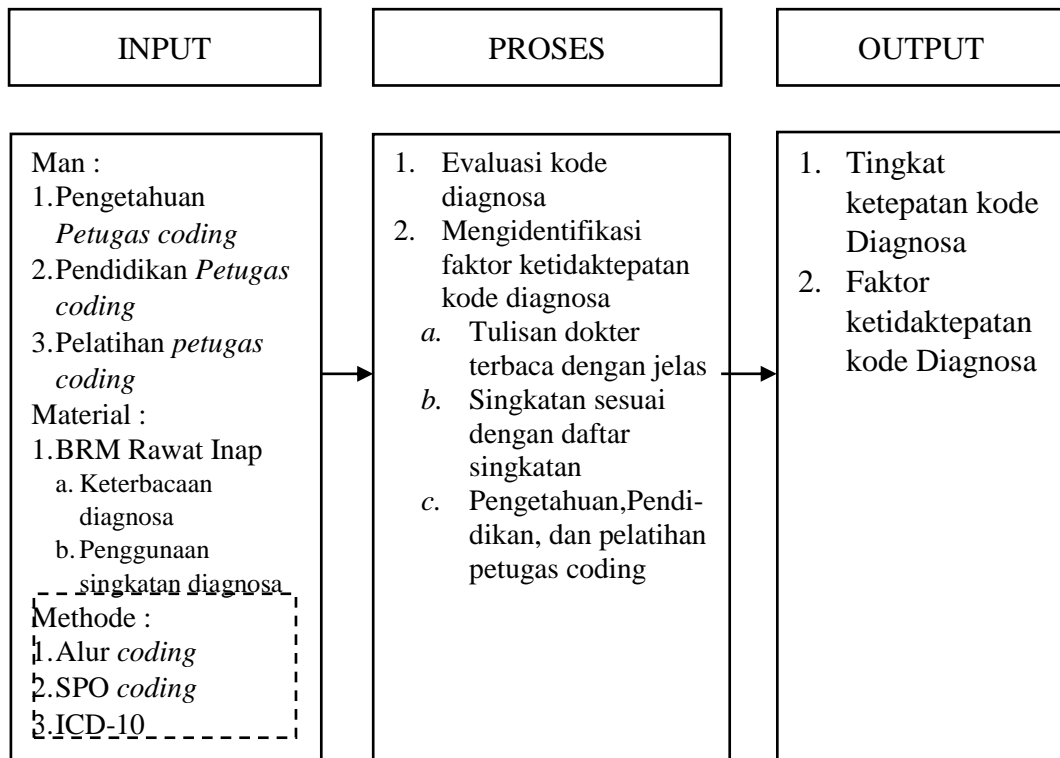 INPUT
PROSES
OUTPUT
Man :
1.Pengetahuan
Petugas coding
2.Pendidikan Petugas
coding
3.Pelatihan petugas
coding
Material :
1.BRM Rawat Inap
a. Keterbacaan
diagnosa
b. Penggunaan
singkatan diagnosa
Methode :
1.Alur coding
2.SPO coding
3.ICD-10
1. Evaluasi kode
diagnosa
2. Mengidentifikasi
faktor ketidaktepatan
kode diagnosa
a. Tulisan dokter
terbaca dengan jelas
b. Singkatan sesuai
dengan daftar
singkatan
c. Pengetahuan,Pendi-
dikan, dan pelatihan
petugas coding
1. Tingkat
ketepatan kode
Diagnosa
2. Faktor
ketidaktepatan
kode Diagnosa